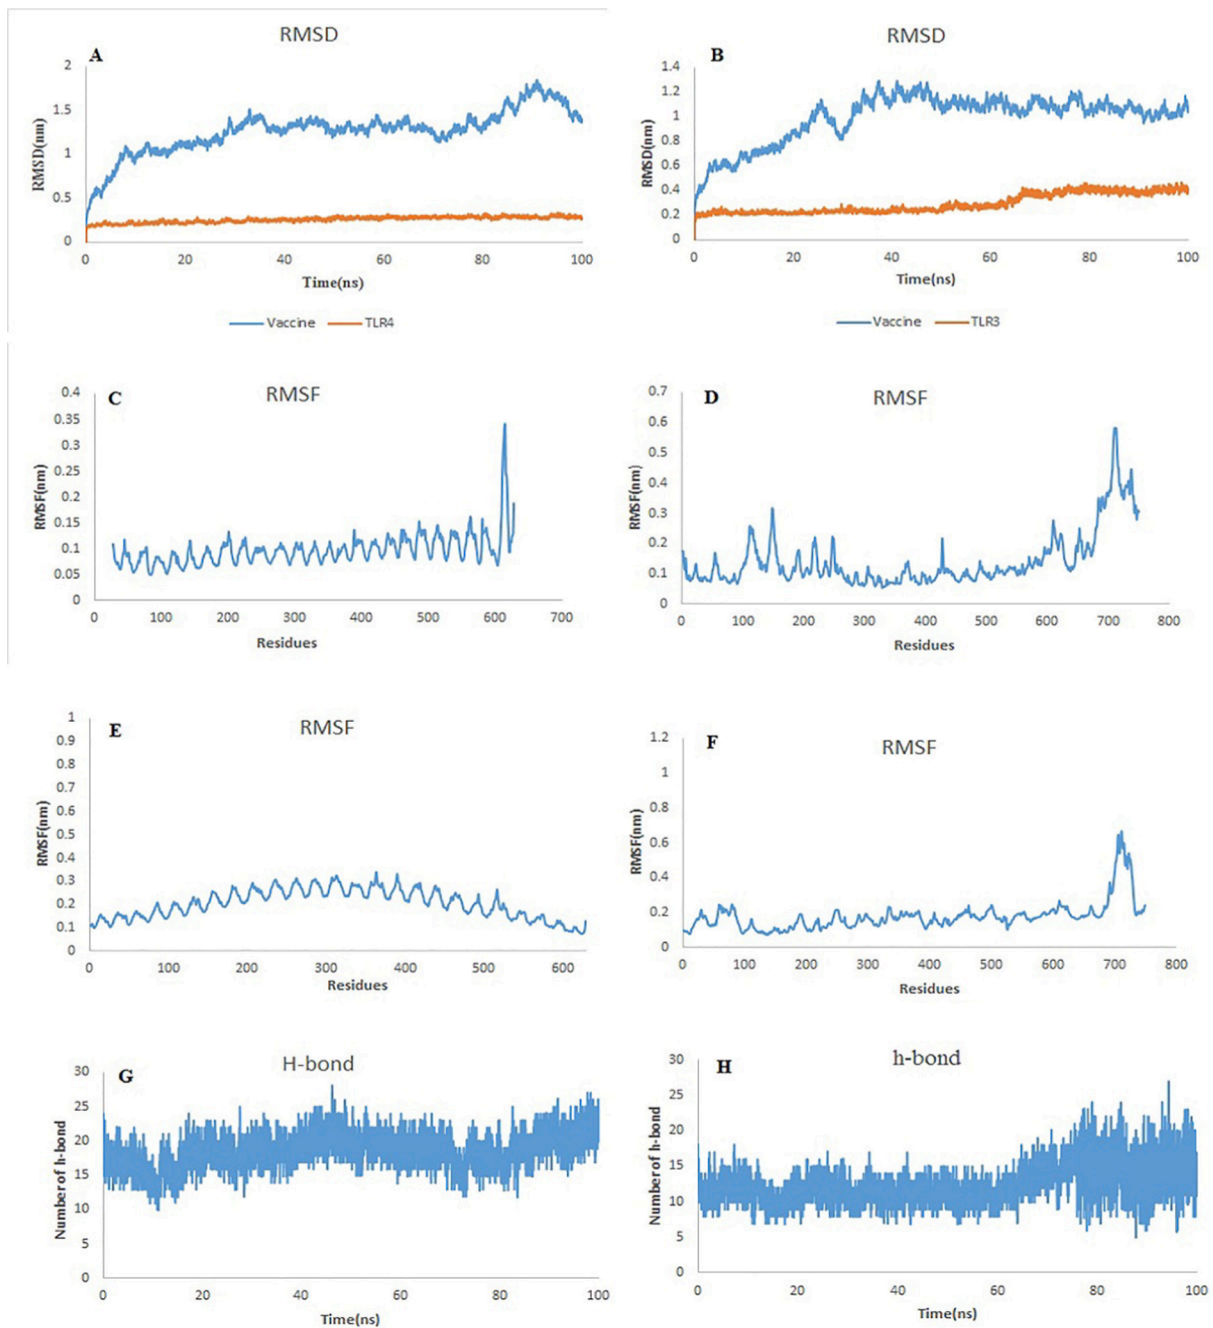 RMSD
A
2
1.5
1
0.5
0
RMSD(nm)
0 20 40 60 80 100
Time(ns)
Vaccine TLR4
RMSD
B
1.4
1.2
1
0.8
0.6
0.4
0.2
0
RMSD(nm)
0 20 40 60 80 100
Time(ns)
Vaccine TLR3
RMSF
C
0.4
0.35
0.3
0.25
0.2
0.15
0.1
0.05
0
RMSF(nm)
0 100 200 300 400 500 600 700
Residues
RMSF
D
0.7
0.6
0.5
0.4
0.3
0.2
0.1
0
RMSF(nm)
0 100 200 300 400 500 600 700 800
Residues
RMSF
E
1
0.9
0.8
0.7
0.6
0.5
0.4
0.3
0.2
0.1
0
RMSF(nm)
0 100 200 300 400 500 600
Residues
RMSF
F
1.2
1
0.8
0.6
0.4
0.2
0
RMSF(nm)
0 100 200 300 400 500 600 700 800
Residues
H-bond
G
30
25
20
15
10
5
0
Number of h-bond
0 20 40 60 80 100
Time(ns)
h-bond
H
30
25
20
15
10
5
0
Number of h-bond
0 20 40 60 80 100
Time(ns)